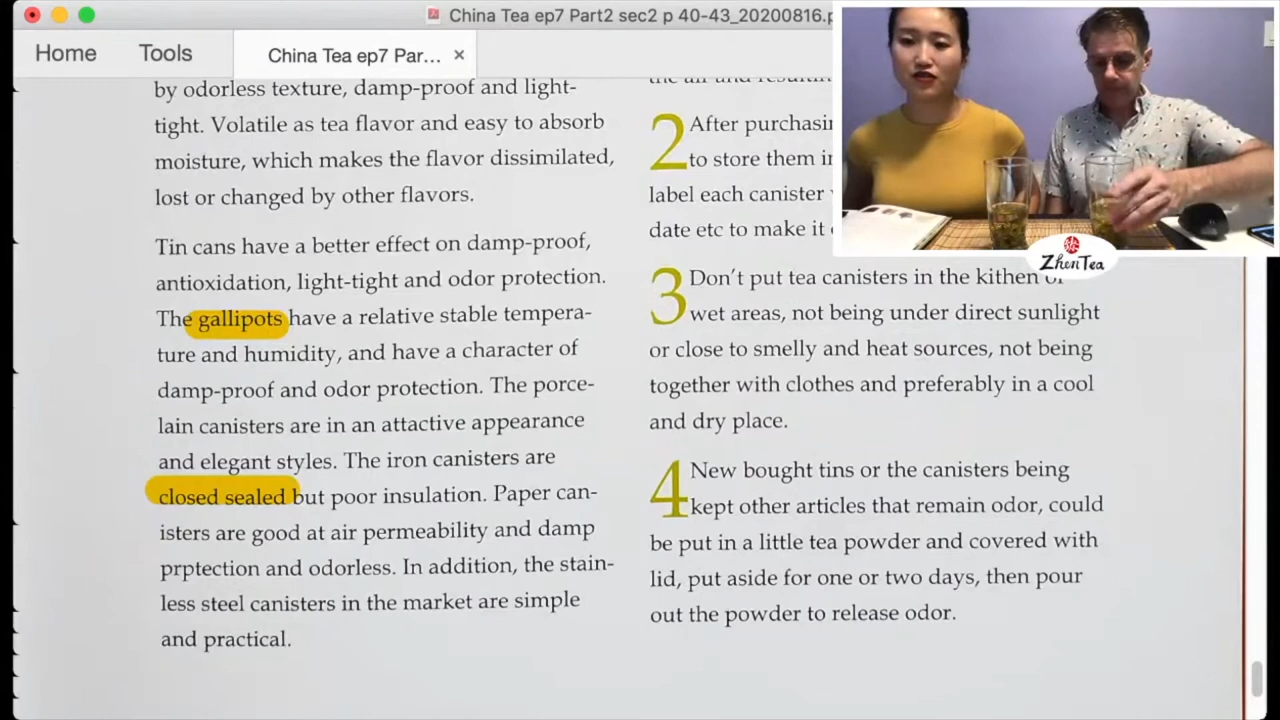 China Tea ep7 Part2 sec2 p 40-43_20200816.p
Home
Tools
China Tea ep7 Par...
by odorless texture, damp-proof and light-
tight. Volatile as tea flavor and easy to absorb
moisture, which makes the flavor dissimilated,
lost or changed by other flavors.
Tin cans have a better effect on damp-proof,
antioxidation, light-tight and odor protection.
The gallipots have a relative stable tempera-
ture and humidity, and have a character of
damp-proof and odor protection. The porce-
lain canisters are in an attactive appearance
and elegant styles. The iron canisters are
closed sealed but poor insulation. Paper can-
isters are good at air permeability and damp
prptection and odorless. In addition, the stain-
less steel canisters in the market are simple
and practical.
the air and
2 After purchasin
to store them in
label each canister
date etc to make it
3 Don't put tea canisters in the kithen or
wet areas, not being under direct sunlight
or close to smelly and heat sources, not being
together with clothes and preferably in a cool
and dry place.
4 New bought tins or the canisters being
kept other articles that remain odor, could
be put in a little tea powder and covered with
lid, put aside for one or two days, then pour
out the powder to release odor.
ZhenTea